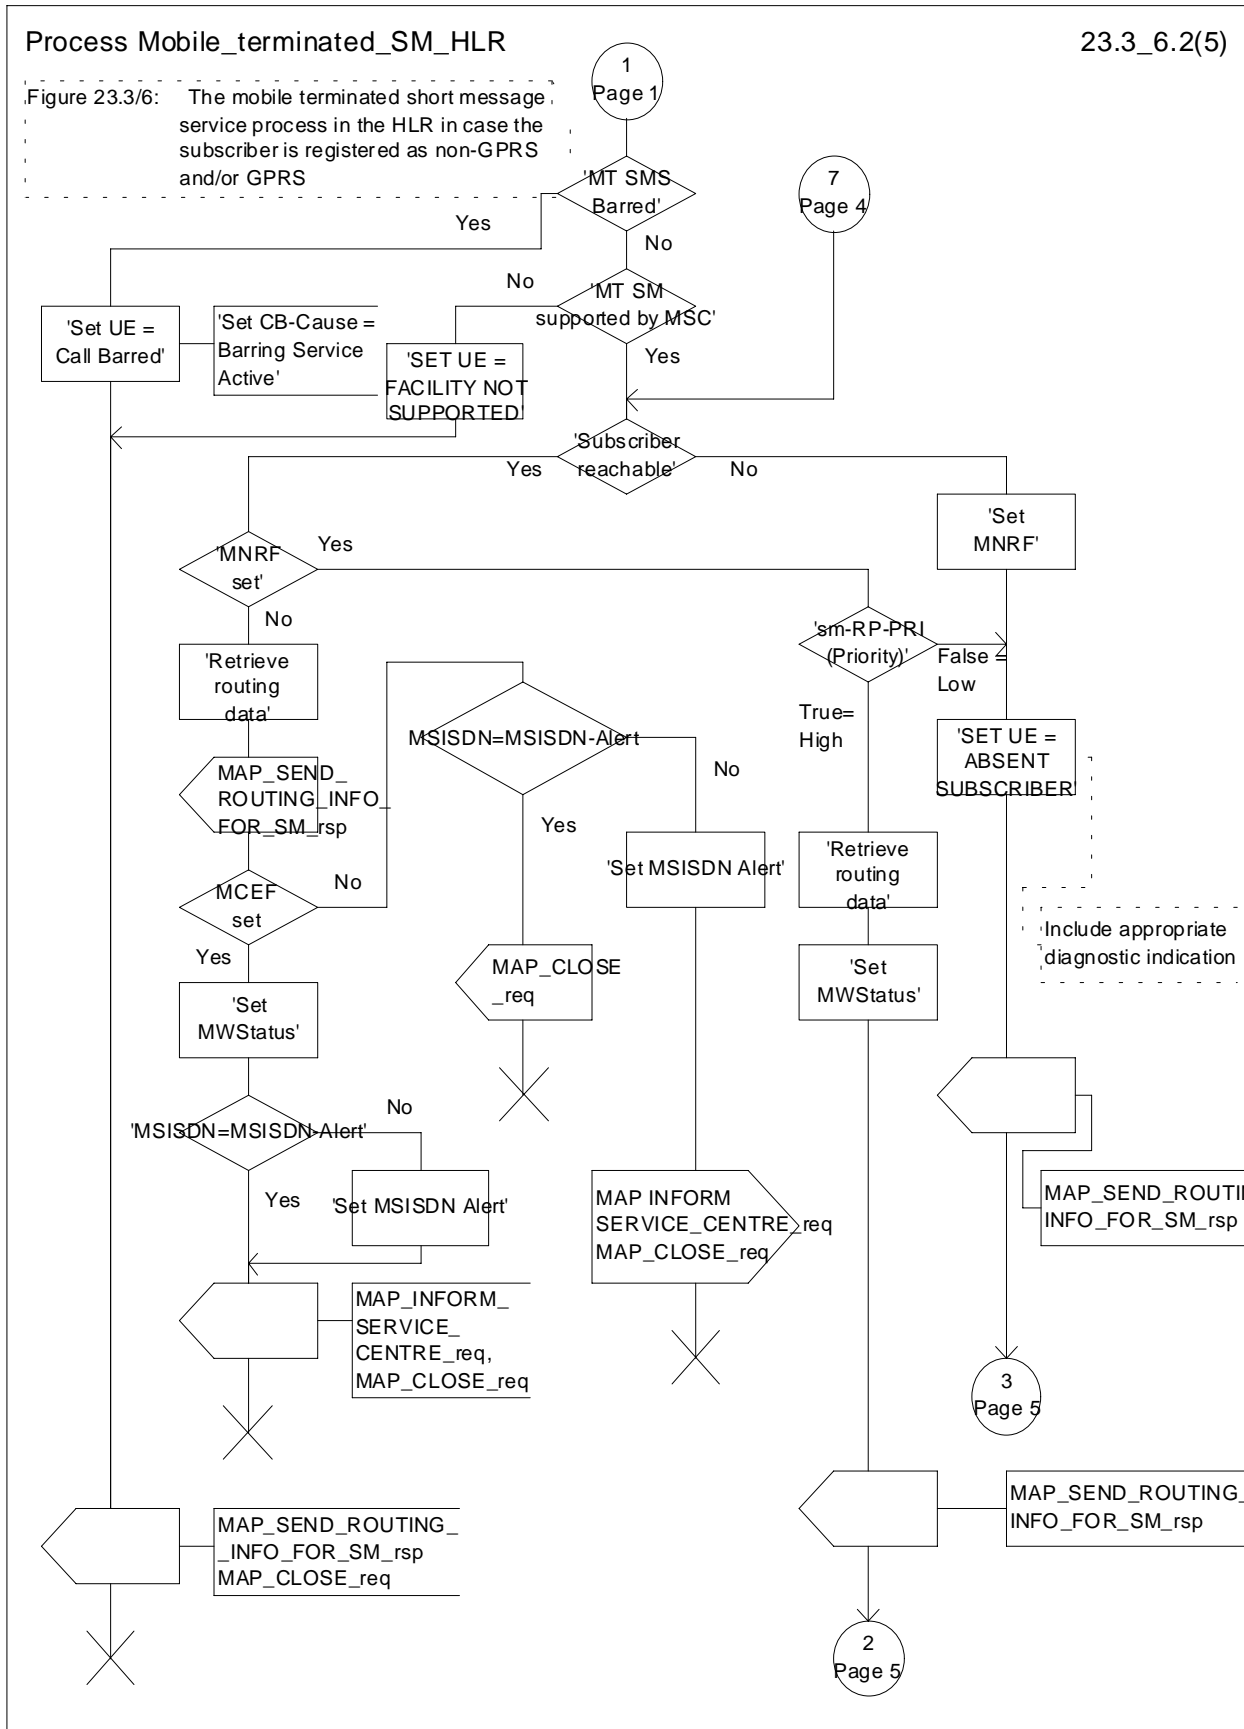 Process Mobile_terminated_SM_HLR
23.3_6.2(5)
1
Page 1
Figure 23.3/6: The mobile terminated short message
service process in the HLR in case the
subscriber is registered as non-GPRS
and/or GPRS
'MT SMS
Barred'
7
Page 4
Yes
No
No
'MT SM
supported by MSC'
'Set UE =
Call Barred'
'Set CB-Cause =
Barring Service
Active'
'SET UE =
FACILITY NOT
SUPPORTED'
Yes
'Subscriber
reachable'
Yes
No
'Set
MNRF'
'MNRF
set'
Yes
No
'sm-RP-PRI
(Priority)'
False =
Low
True=
High
'Retrieve
routing
data'
MSISDN=MSISDN-Alert
No
Yes
'SET UE =
ABSENT
SUBSCRIBER'
MAP_SEND_
ROUTING_INFO_
FOR_SM_rsp
'Set MSISDN Alert'
'Retrieve
routing
data'
MCEF
set
No
Yes
Include appropriate
diagnostic indication
MAP_CLOSE
_req
'Set
MWStatus'
'Set
MWStatus'
'MSISDN=MSISDN-Alert'
No
Yes
'Set MSISDN Alert'
MAP INFORM
SERVICE_CENTRE_req
MAP_CLOSE_req
MAP_SEND_ROUTI
INFO_FOR_SM_rsp
MAP_INFORM_
SERVICE_
CENTRE_req,
MAP_CLOSE_req
3
Page 5
MAP_SEND_ROUTING_
INFO_FOR_SM_rsp
MAP_SEND_ROUTING_
_INFO_FOR_SM_rsp
MAP_CLOSE_req
2
Page 5